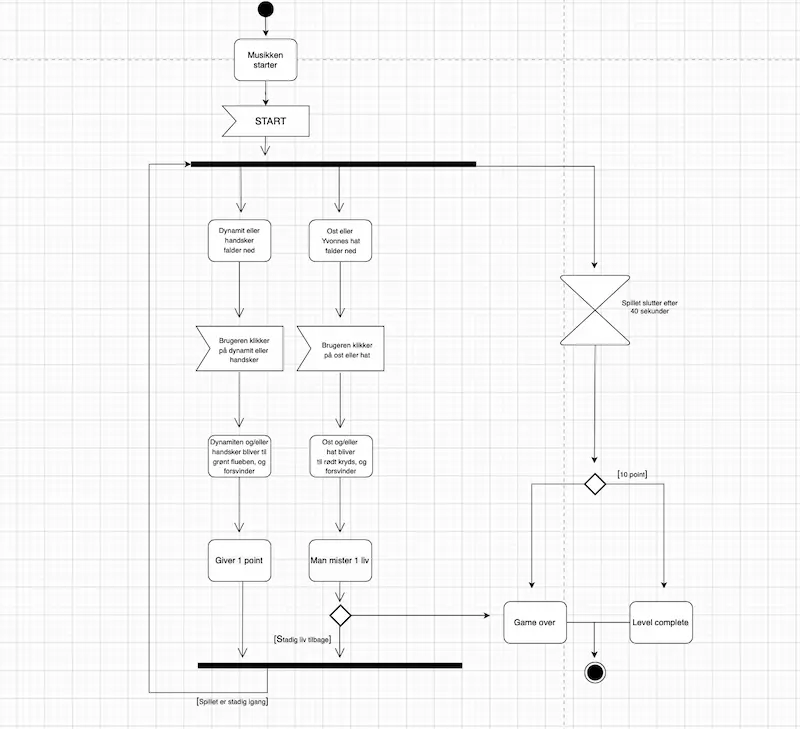 Musikken
starter
START
Dynamit eller
handsker
falder ned
Ost eller
Yvonnes hat
falder ned
Spillet slutter efter
40 sekunder
Brugeren klikker
på dynamit eller
handsker
Brugeren klikker
på ost eller hat
Dynamiten og/eller
handsker bliver til
grønt flueben, og
forsvinder
Ost og/eller
hat bliver
til rødt kryds, og
forsvinder
[10 point]
Giver 1 point
Man mister 1 liv
Game over
Level complete
[Stadig liv tilbage]
[Spillet er stadig igang]